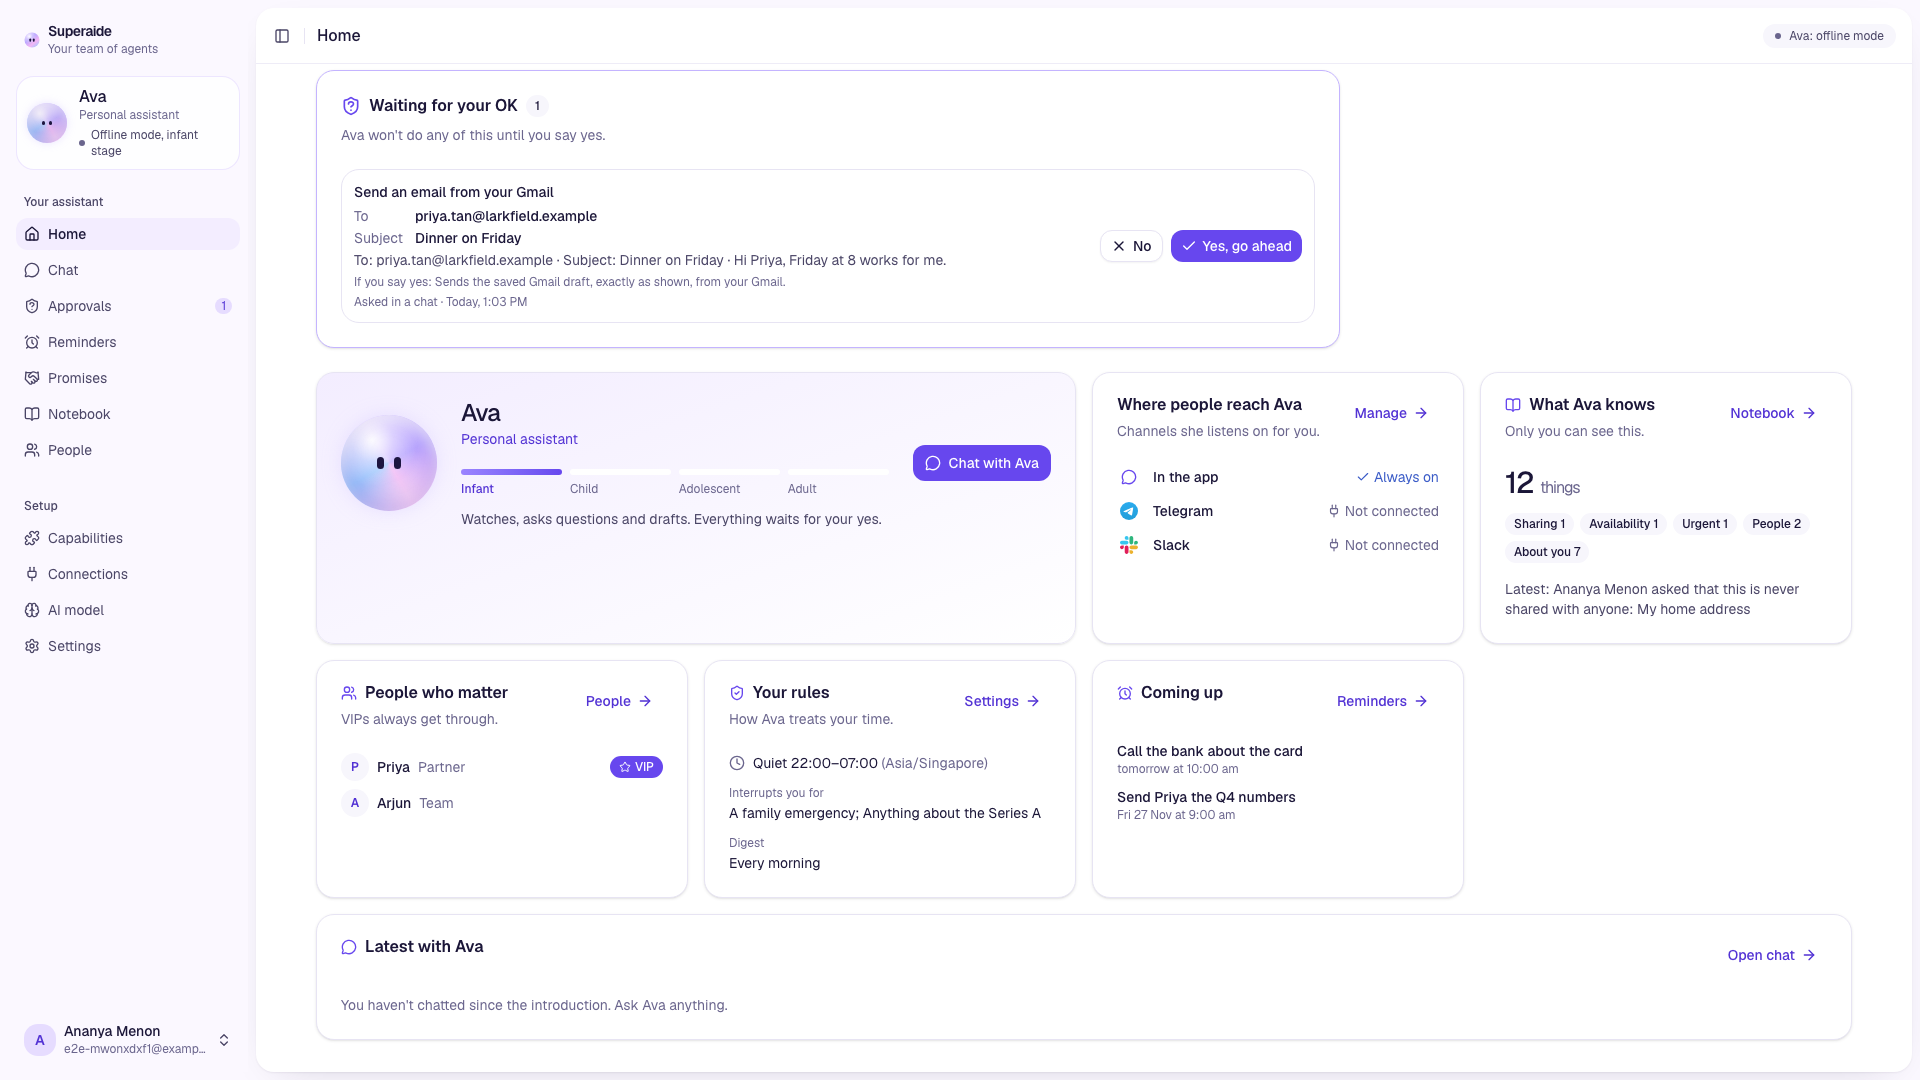 Superaide
Your team of agents
Ava
Personal assistant
Offline mode, infant
stage
Your assistant
Home
Chat
Approvals 1
Reminders
Promises
Notebook
People
Setup
Capabilities
Connections
AI model
Settings
A
Ananya Menon
e2e-mwonxdxf1@examp...
Home
Ava: offline mode
Waiting for your OK 1
Ava won't do any of this until you say yes.
Send an email from your Gmail
To priya.tan@larkfield.example
Subject Dinner on Friday
To: priya.tan@larkfield.example · Subject: Dinner on Friday · Hi Priya, Friday at 8 works for me.
If you say yes: Sends the saved Gmail draft, exactly as shown, from your Gmail.
Asked in a chat · Today, 1:03 PM
No
Yes, go ahead
Ava
Personal assistant
Infant Child Adolescent Adult
Watches, asks questions and drafts. Everything waits for your yes.
Chat with Ava
Where people reach Ava
Channels she listens on for you.
Manage
In the app Always on
Telegram Not connected
Slack Not connected
What Ava knows
Only you can see this.
Notebook
12 things
Sharing 1 Availability 1 Urgent 1 People 2
About you 7
Latest: Ananya Menon asked that this is never
shared with anyone: My home address
People who matter
VIPs always get through.
People
P Priya Partner VIP
A Arjun Team
Your rules
How Ava treats your time.
Settings
Quiet 22:00–07:00 (Asia/Singapore)
Interrupts you for
A family emergency; Anything about the Series A
Digest
Every morning
Coming up
Reminders
Call the bank about the card
tomorrow at 10:00 am
Send Priya the Q4 numbers
Fri 27 Nov at 9:00 am
Latest with Ava
Open chat
You haven't chatted since the introduction. Ask Ava anything.